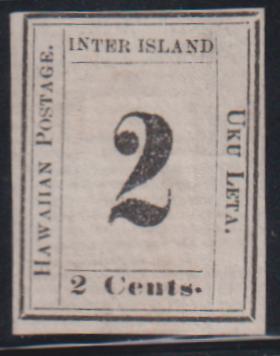 INTER ISLAND
HAWAIIAN POSTAGE.
2
UKU LETA.
2 Cents.